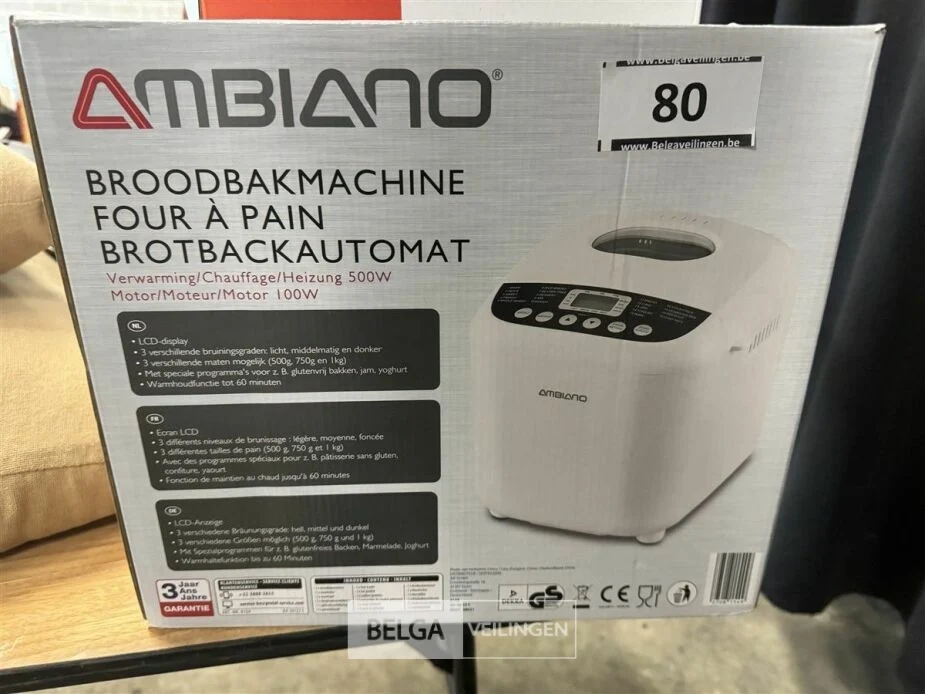 AMBIANO®
www.Belgaveilingen.be
80
www.Belgaveilingen.be
BROODBAKMACHINE
FOUR À PAIN
BROTBACKAUTOMAT
Verwarming/Chauffage/Heizung 500W
Motor/Moteur/Motor 100W
NL
• LCD-display
• 3 verschillende bruiningsgraden: licht, middelmatig en donker
• 3 verschillende maten mogelijk (500g, 750g en 1kg)
• Met speciale programma's voor z. B. glutenvrij bakken, jam, yoghurt
• Warmhoudfunctie tot 60 minuten
FR
• Ecran LCD
• 3 différents niveaux de brunissage : légère, moyenne, foncée
• 3 différentes tailles de pain (500 g, 750 g et 1 kg)
• Avec des programmes spéciaux pour z. B. pâtisserie sans gluten,
confiture, yaourt
• Fonction de maintien au chaud jusqu'à 60 minutes
DE
• LCD-Anzeige
• 3 verschiedene Bräunungsgrade: hell, mittel und dunkel
• 3 verschiedene Größen möglich (500 g, 750 g und 1 kg)
• Mit Spezialprogrammen für z. B. glutenfreies Backen, Marmelade, Joghurt
• Warmhaltefunktion bis zu 60 Minuten
AMBIANO
3 Jaar
Ans
Jahre
GARANTIE
INHOUD · CONTENU · INHALT
DEKRA
GS
CE
BELGA VEILINGEN